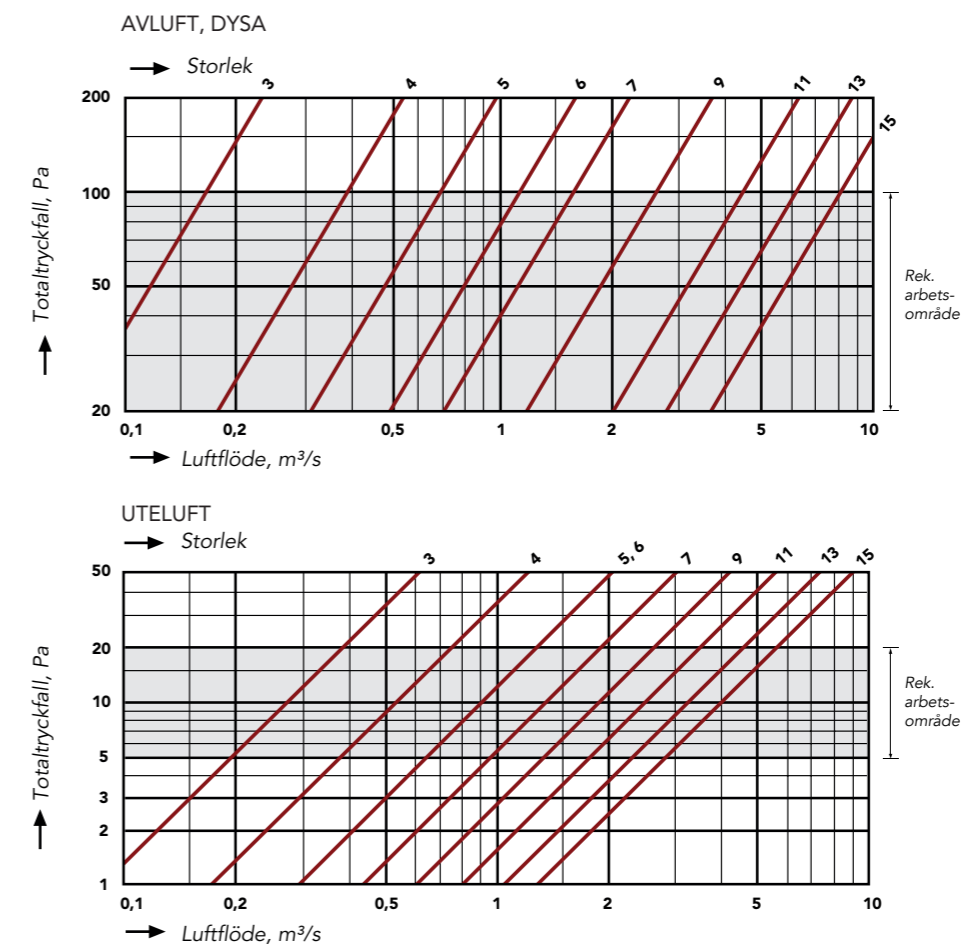 AVLUFT, DYSA
Storlek
3 4 5 6 7 9 11 13 15
200
100
50
20
Totaltryckfall, Pa
Rek.
arbets-
område
0,1 0,2 0,5 1 2 5 10
Luftflöde, m³/s
UTELUFT
Storlek
3 4 5, 6 7 9 11 13 15
50
20
10
5
3
2
1
Totaltryckfall, Pa
Rek.
arbets-
område
0,1 0,2 0,5 1 2 5 10
Luftflöde, m³/s